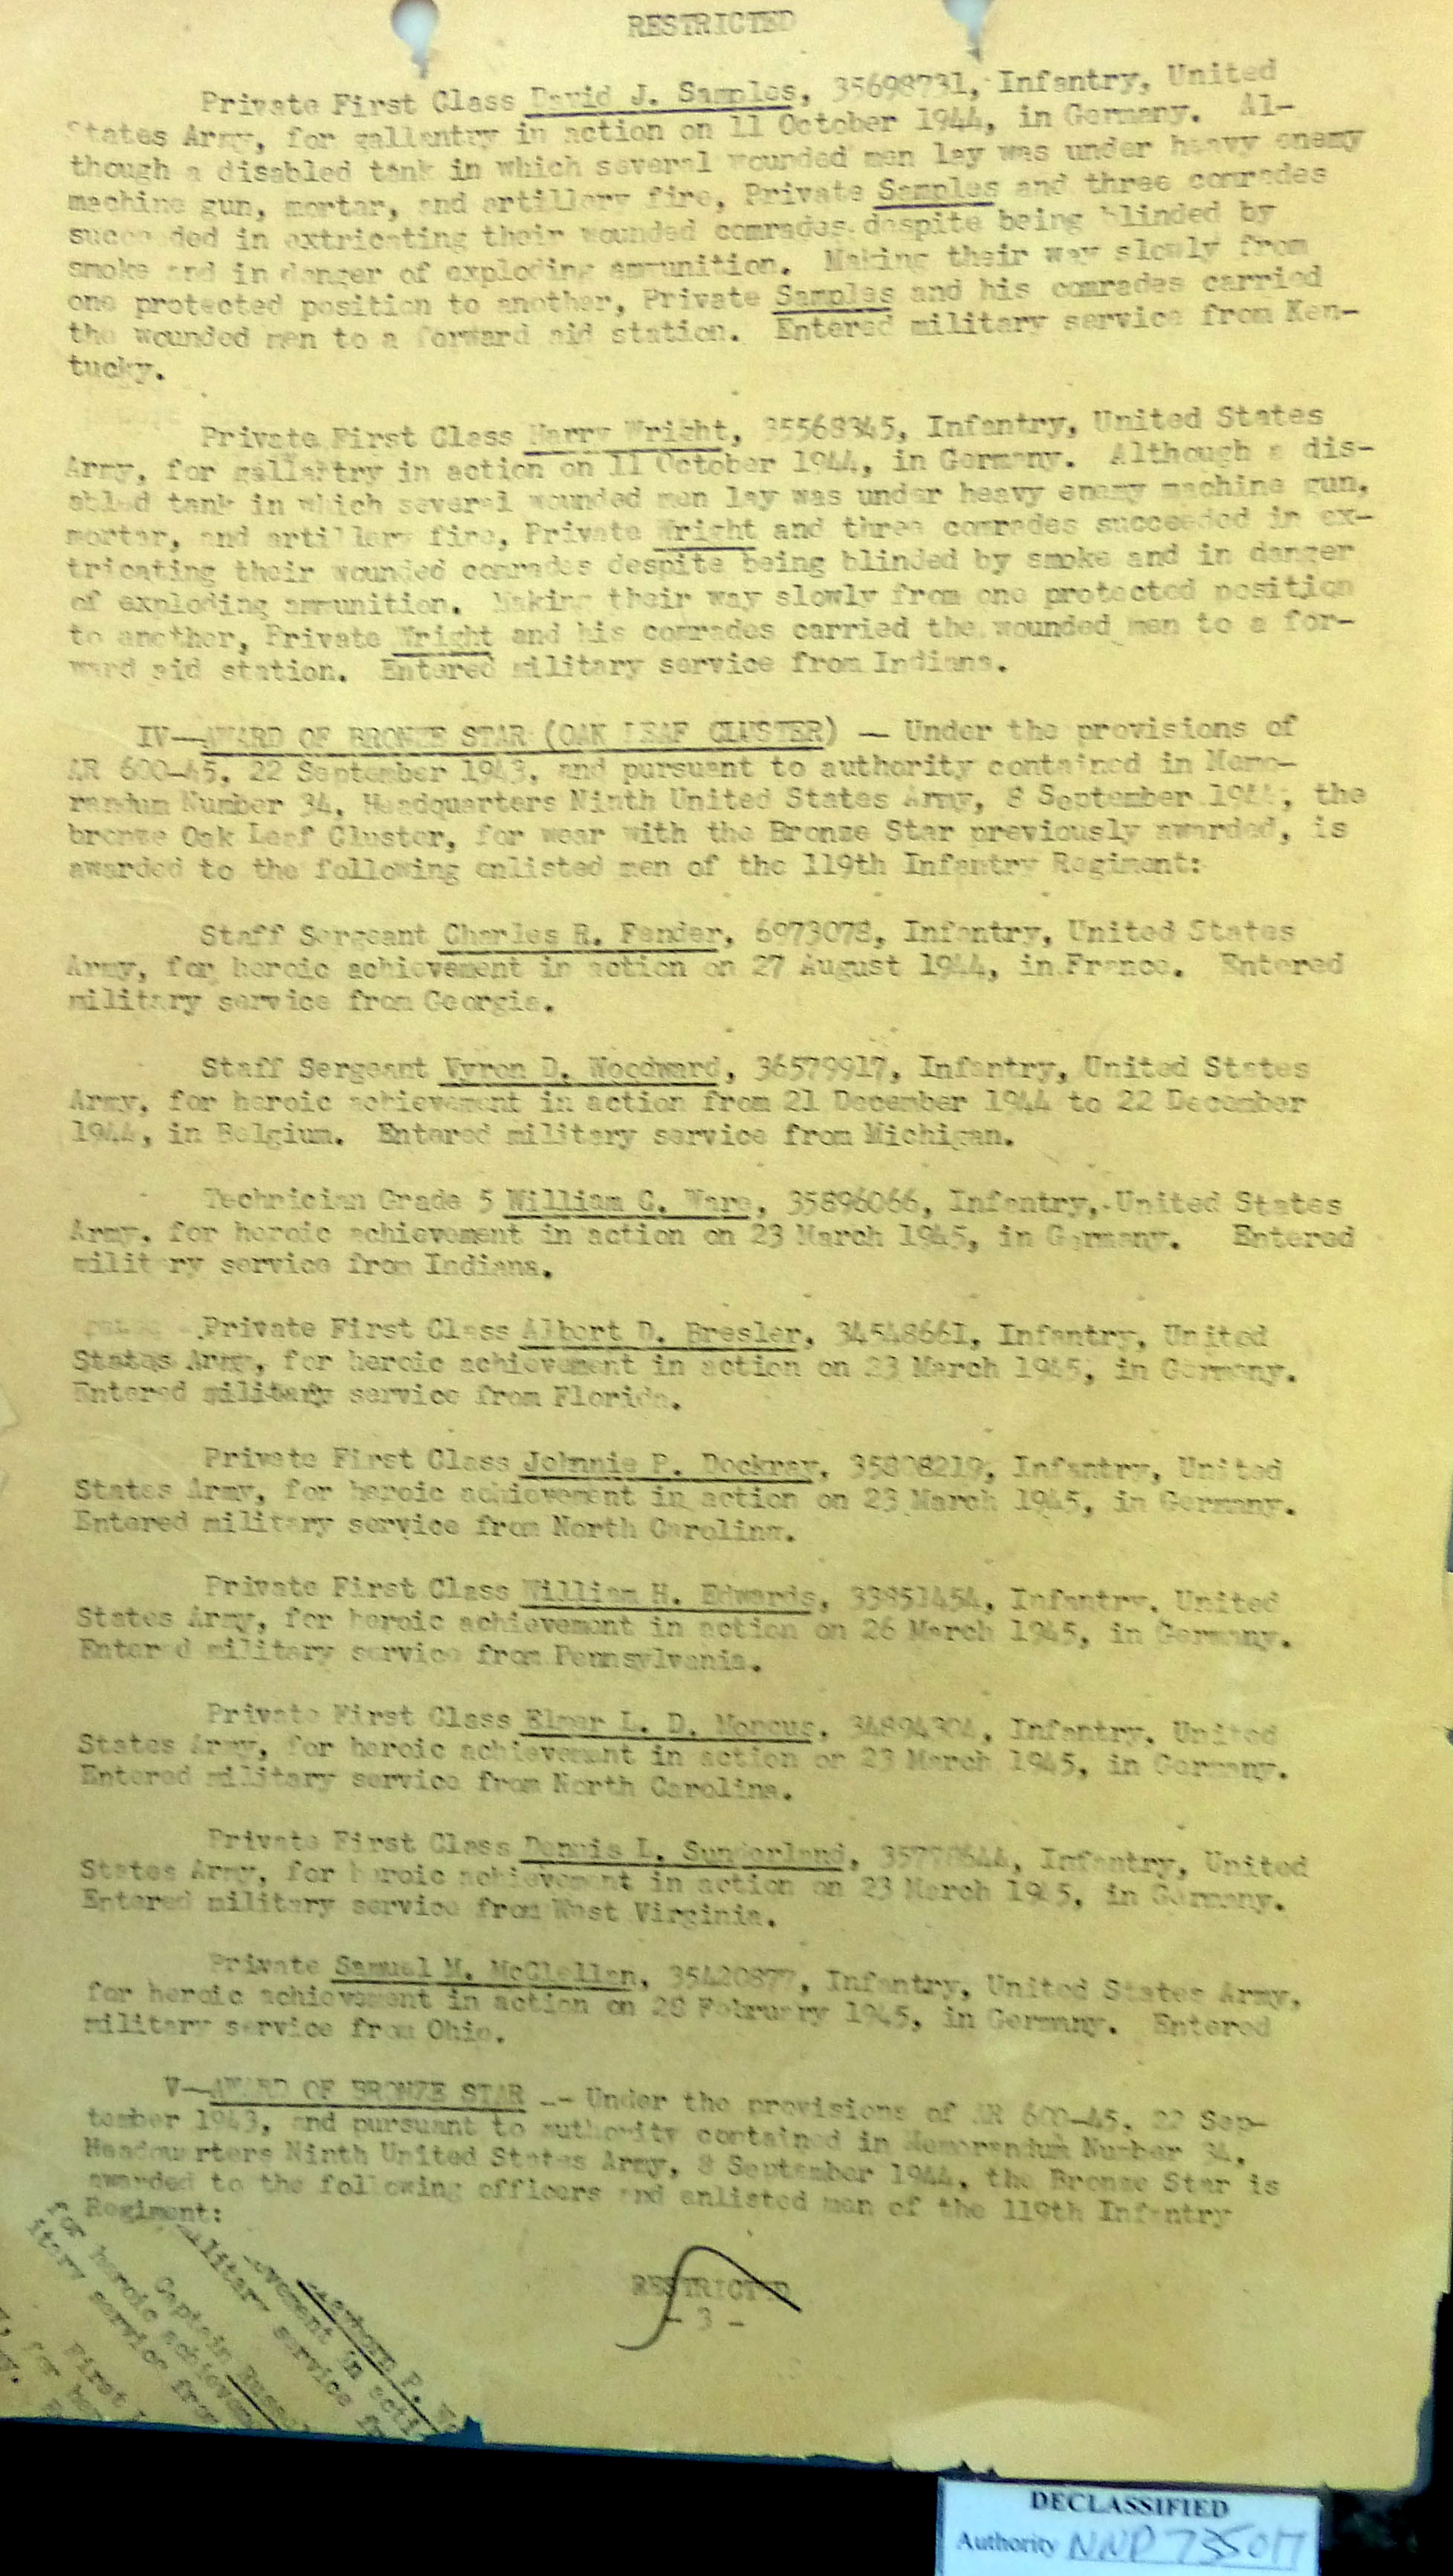 RESTRICTED
Private First Class David J. Samples, 35698731, Infantry, United
States Army, for gallantry in action on 11 October 1944, in Germany. Al-
though a disabled tank in which several wounded men lay was under heavy enemy
machine gun, mortar, and artillery fire, Private Samples and three comrades
succeeded in extricating their wounded comrades despite being blinded by
smoke and in danger of exploding ammunition. Making their way slowly from
one protected position to another, Private Samples and his comrades carried
the wounded men to a forward aid station. Entered military service from Ken-
tucky.
Private First Class Harry Wright, 35568345, Infantry, United States
Army, for gallantry in action on 11 October 1944, in Germany. Although a dis-
abled tank in which several wounded men lay was under heavy enemy machine gun,
mortar, and artillery fire, Private Wright and three comrades succeeded in ex-
tricating their wounded comrades despite being blinded by smoke and in danger
of exploding ammunition. Making their way slowly from one protected position
to another, Private Wright and his comrades carried the wounded men to a for-
ward aid station. Entered military service from Indiana.
IV—AWARD OF BRONZE STAR (OAK LEAF CLUSTER) — Under the provisions of
AR 600-45, 22 September 1943, and pursuant to authority contained in Memo-
randum Number 34, Headquarters Ninth United States Army, 8 September 1944, the
bronze Oak Leaf Cluster, for wear with the Bronze Star previously awarded, is
awarded to the following enlisted men of the 119th Infantry Regiment:
Staff Sergeant Charles R. Fender, 6973078, Infantry, United States
Army, for heroic achievement in action on 27 August 1944, in France. Entered
military service from Georgia.
Staff Sergeant Vyron D. Woodward, 36579917, Infantry, United States
Army, for heroic achievement in action from 21 December 1944 to 22 December
1944, in Belgium. Entered military service from Michigan.
Technician Grade 5 William C. Ware, 35896066, Infantry, United States
Army, for heroic achievement in action on 23 March 1945, in Germany. Entered
military service from Indiana.
Private First Class Albert D. Bresler, 34548661, Infantry, United
States Army, for heroic achievement in action on 23 March 1945, in Germany.
Entered military service from Florida.
Private First Class Johnnie P. Dockray, 35808219, Infantry, United
States Army, for heroic achievement in action on 23 March 1945, in Germany.
Entered military service from North Carolina.
Private First Class William H. Edwards, 33851454, Infantry, United
States Army, for heroic achievement in action on 26 March 1945, in Germany.
Entered military service from Pennsylvania.
Private First Class Elmer L. D. Moncus, 34894304, Infantry, United
States Army, for heroic achievement in action on 23 March 1945, in Germany.
Entered military service from North Carolina.
Private First Class Dennis L. Sunderland, Infantry, United
States Army, for heroic achievement in action on 23 March 1945, in Germany.
Entered military service from West Virginia.
Private Samuel M. McClellan, 35420877, Infantry, United States Army,
for heroic achievement in action on 28 February 1945, in Germany. Entered
military service from Ohio.
V—AWARD OF BRONZE STAR -- Under the provisions of AR 600-45, 22 Sep-
tember 1943, and pursuant to authority contained in Memorandum Number 34,
Headquarters Ninth United States Army, 8 September 1944, the Bronze Star is
awarded to the following officers and enlisted men of the 119th Infantry
Regiment:
RESTRICTED
- 3 -
P.
in acti
service
Captain
for heroic
service from
First
DECLASSIFIED
Authority NND 735017